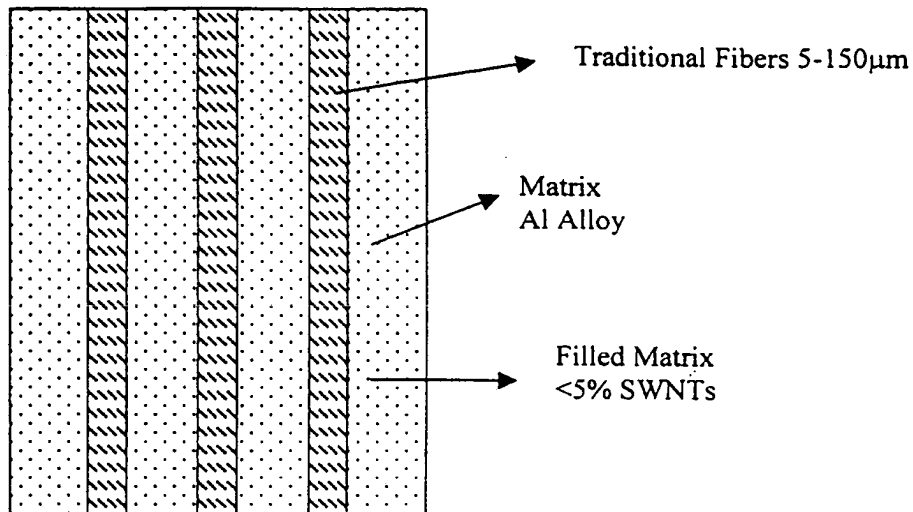 Traditional Fibers 5-150μm
Matrix
Al Alloy
Filled Matrix
<5% SWNTs